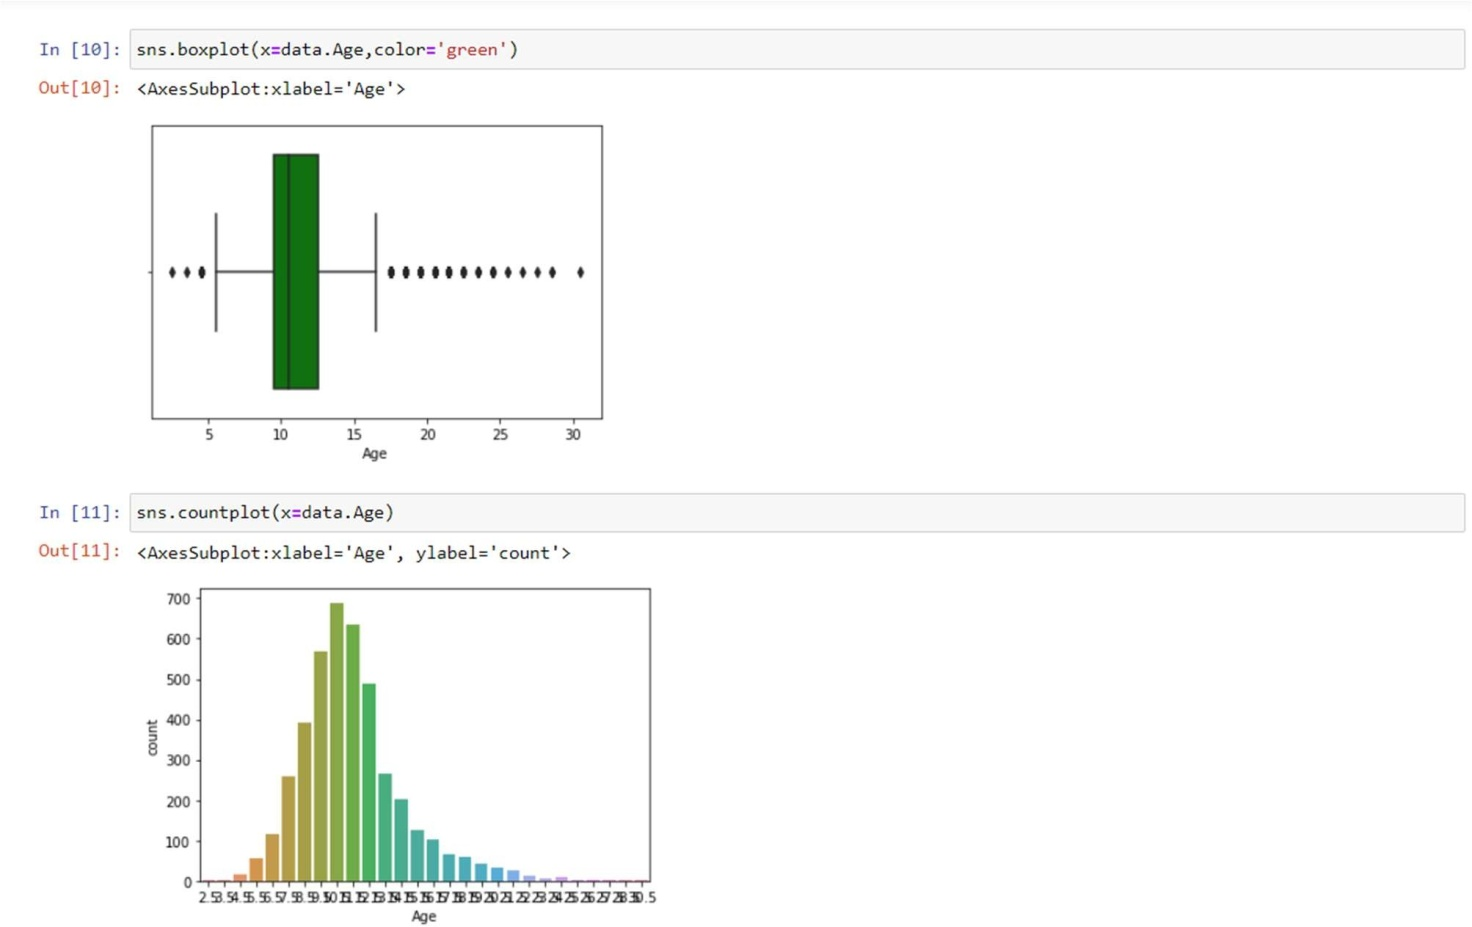 In [10]: sns.boxplot(x=data.Age,color='green')
Out[10]: <AxesSubplot:xlabel='Age'>
5 10 15 20 25 30
Age
In [11]: sns.countplot(x=data.Age)
Out[11]: <AxesSubplot:xlabel='Age', ylabel='count'>
700
600
500
400
300
200
100
0
count
Age